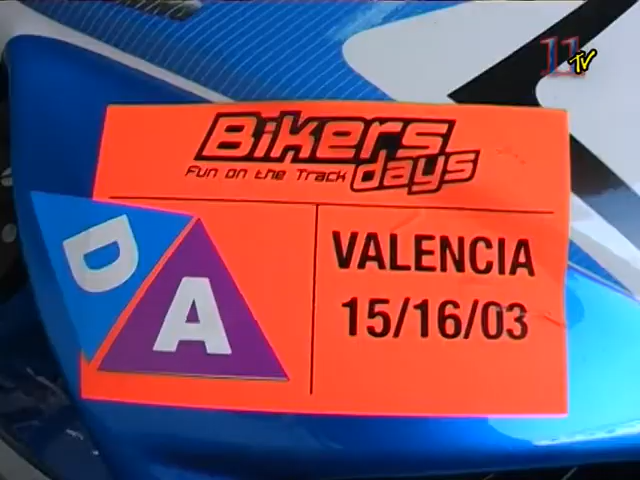 11
TV
Bikers
days
Fun on the Track
D
A
VALENCIA
15/16/03